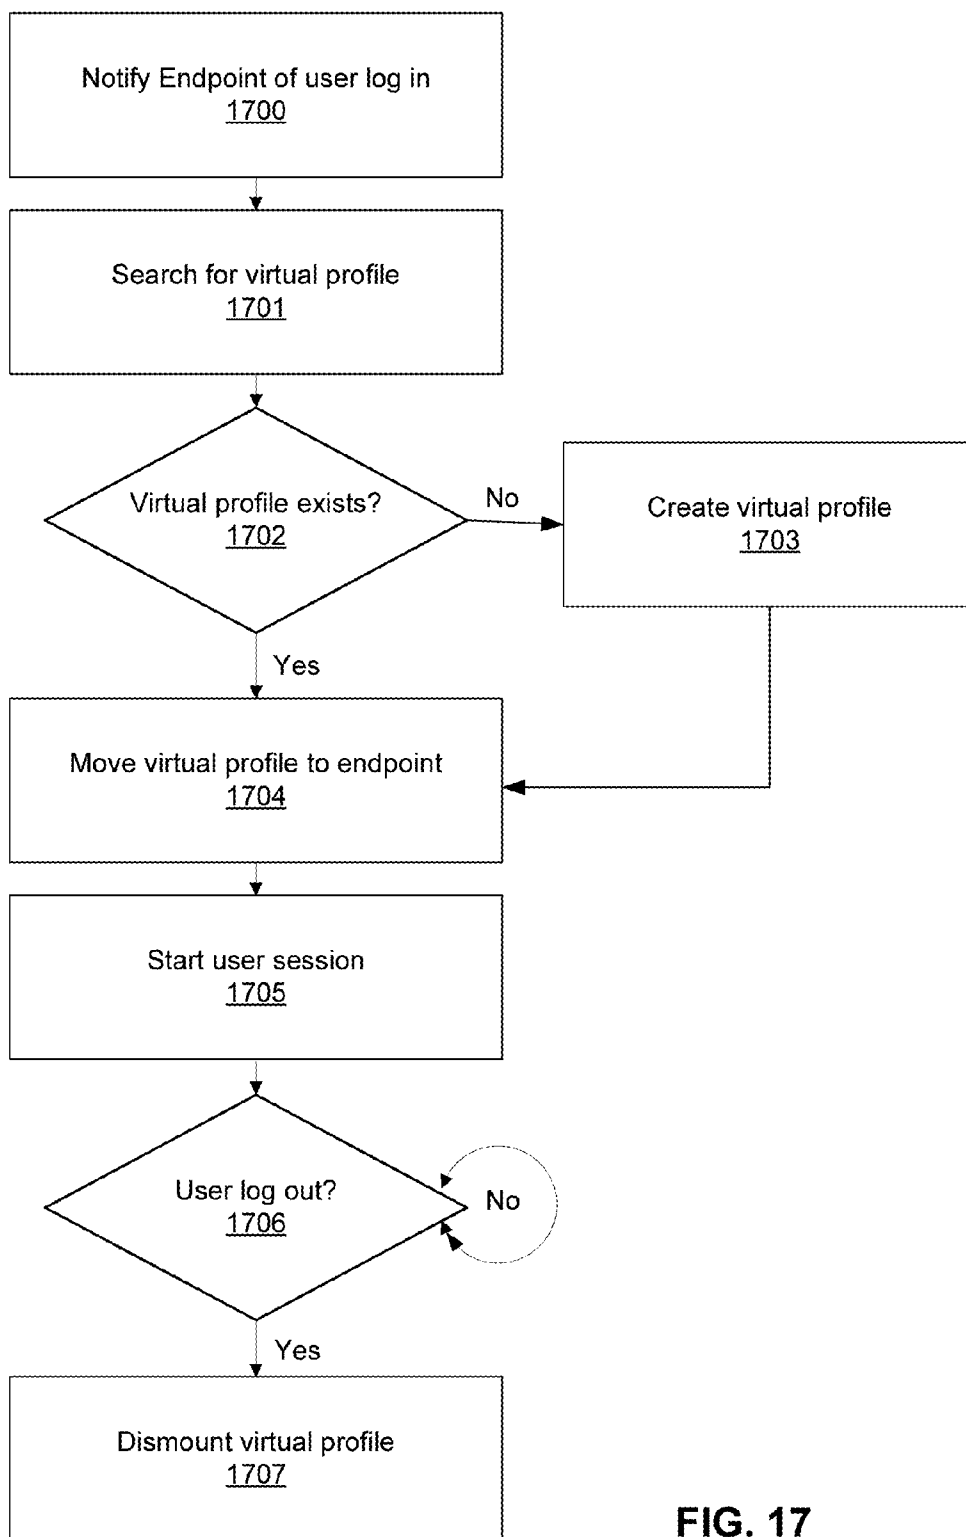 Notify Endpoint of user log in
1700
Search for virtual profile
1701
Virtual profile exists?
1702
No
Create virtual profile
1703
Yes
Move virtual profile to endpoint
1704
Start user session
1705
User log out?
1706
No
Yes
Dismount virtual profile
1707
FIG. 17